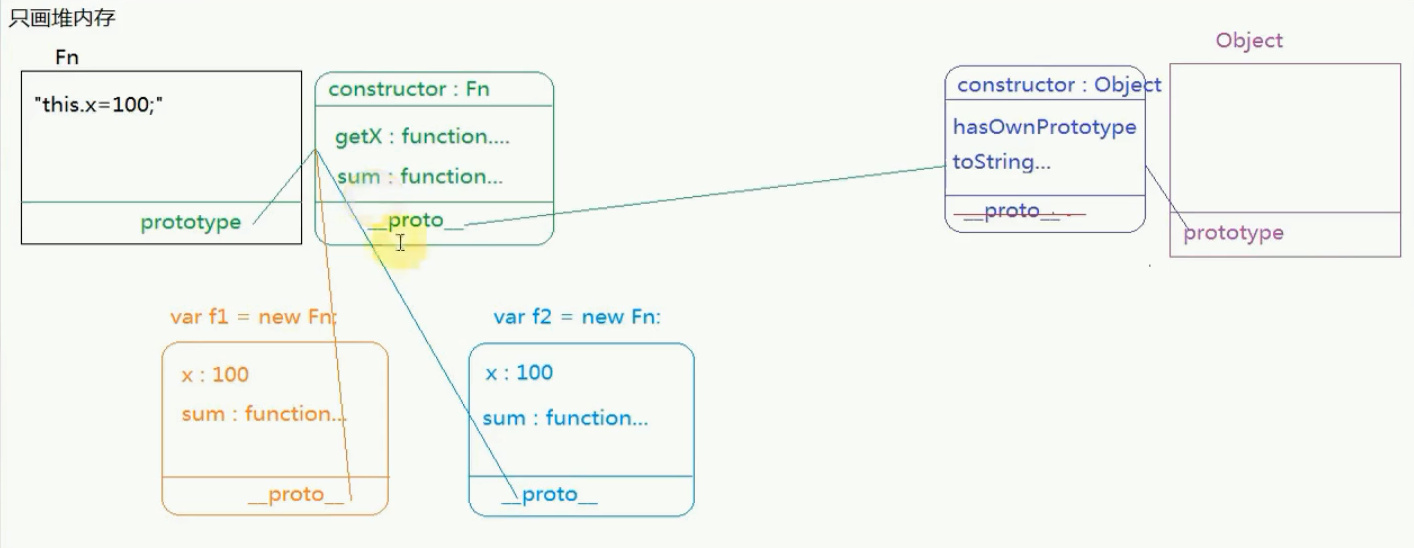 只画堆内存
Fn
"this.x=100;"
prototype
constructor : Fn
getX : function....
sum : function...
__proto__
constructor : Object
hasOwnPrototype
toString...
__proto__
Object
prototype
var f1 = new Fn;
x : 100
sum : function...
__proto__
var f2 = new Fn;
x : 100
sum : function...
__proto__